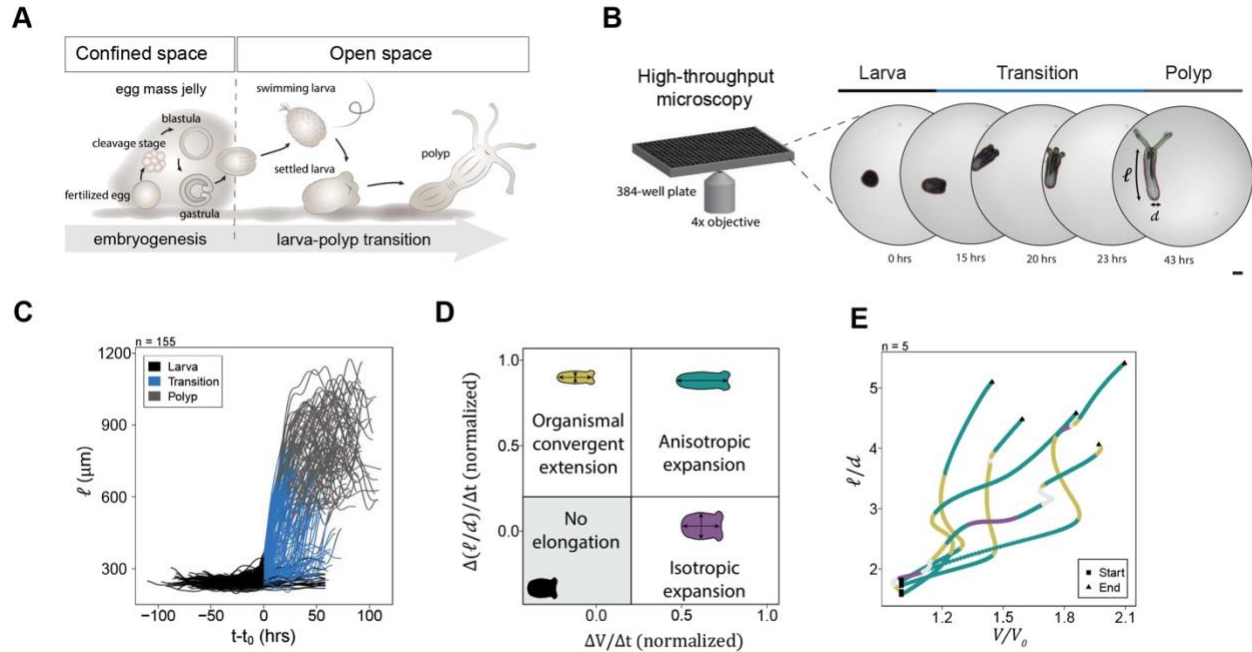 A
Confined space
Open space
egg mass jelly
blastula
cleavage stage
fertilized egg
gastrula
swimming larva
settled larva
polyp
embryogenesis
larva-polyp transition
B
High-throughput
microscopy
384-well plate
4x objective
Larva
Transition
Polyp
ℓ
d
0 hrs
15 hrs
20 hrs
23 hrs
43 hrs
C
n = 155
Larva
Transition
Polyp
1200
900
600
300
ℓ (μm)
−100
−50
0
50
100
t-t₀ (hrs)
D
Δ(ℓ/d)/Δt (normalized)
1.0
0.5
0.0
Organismal
convergent
extension
Anisotropic
expansion
No
elongation
Isotropic
expansion
0.0
0.5
1.0
ΔV/Δt (normalized)
E
n = 5
ℓ/d
5
4
3
2
Start
End
1.2
1.5
1.8
2.1
V/V₀